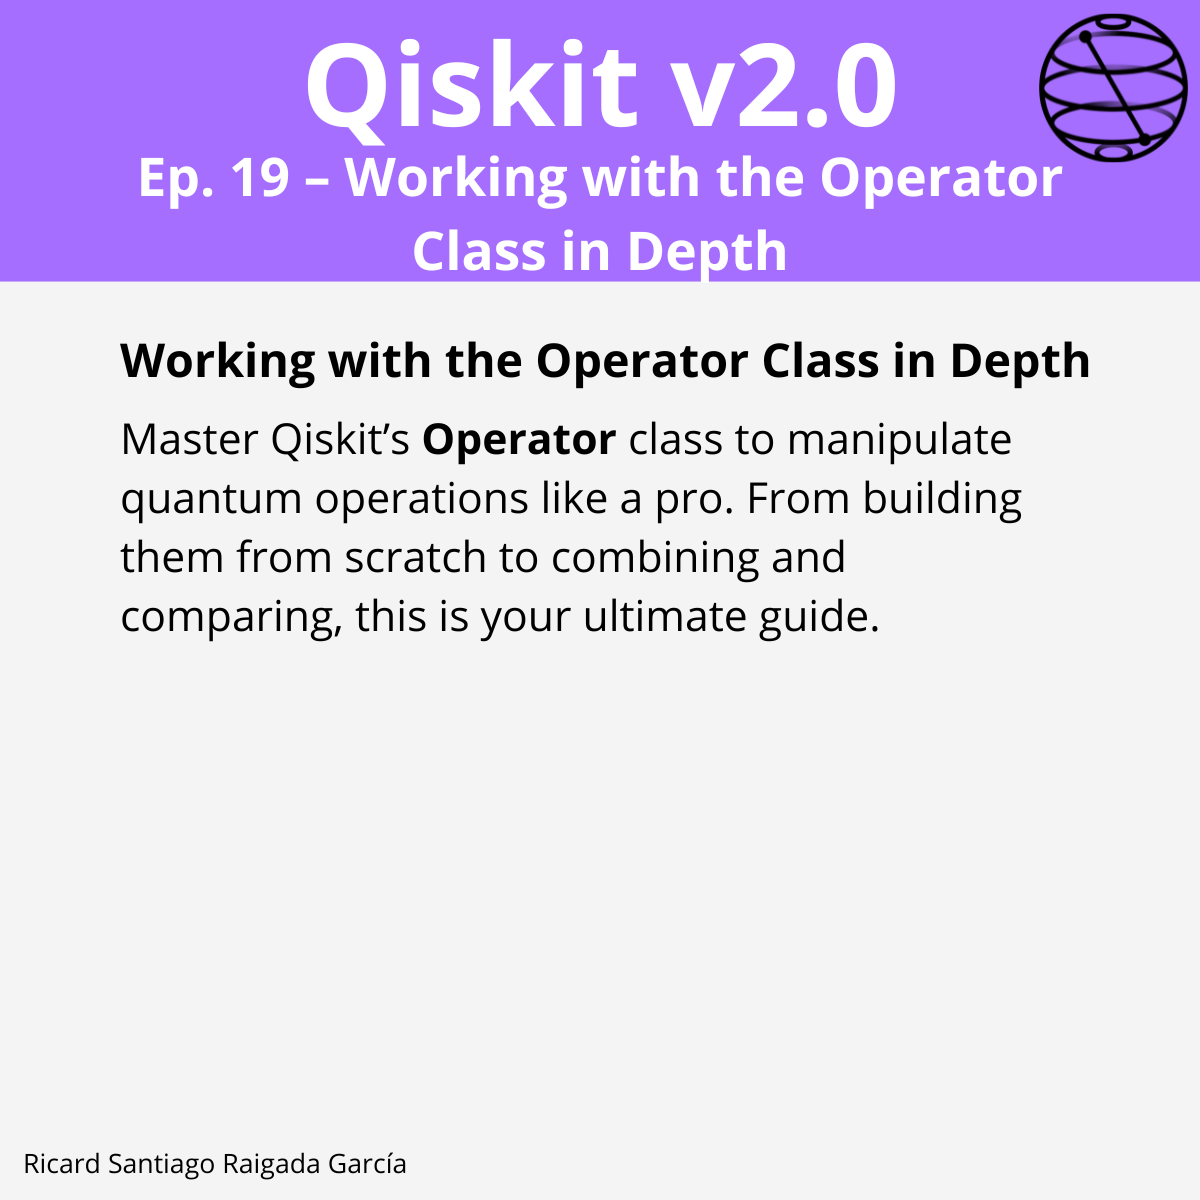 Qiskit v2.0
Ep. 19 – Working with the Operator
Class in Depth
Working with the Operator Class in Depth
Master Qiskit’s Operator class to manipulate
quantum operations like a pro. From building
them from scratch to combining and
comparing, this is your ultimate guide.
Ricard Santiago Raigada García